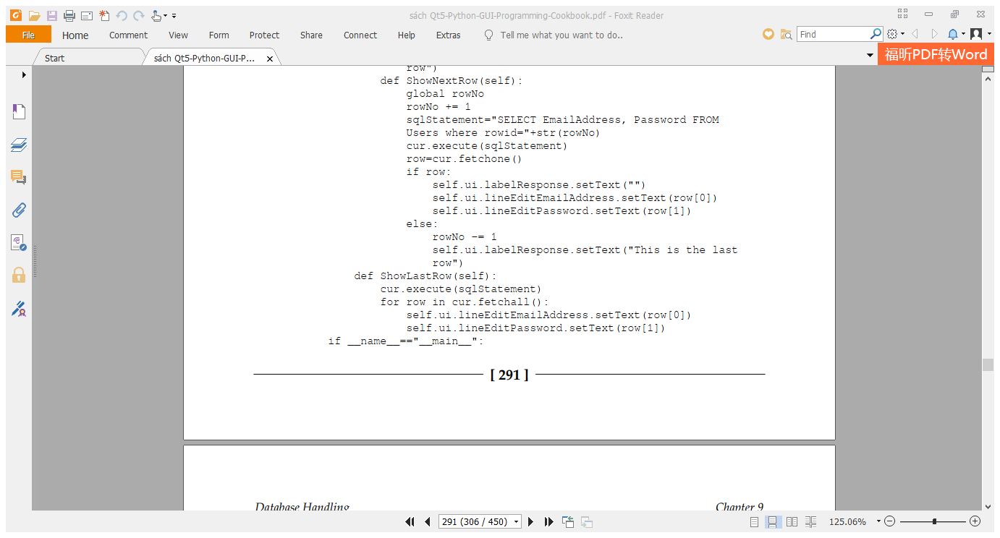 sách Qt5-Python-GUI-Programming-Cookbook.pdf - Foxit Reader
File Home Comment View Form Protect Share Connect Help Extras Tell me what you want to do.. Find
Start sách Qt5-Python-GUI-P... 福昕PDF转Word
row")
def ShowNextRow(self):
global rowNo
rowNo += 1
sqlStatement="SELECT EmailAddress, Password FROM
Users where rowid="+str(rowNo)
cur.execute(sqlStatement)
row=cur.fetchone()
if row:
self.ui.labelResponse.setText("")
self.ui.lineEditEmailAddress.setText(row[0])
self.ui.lineEditPassword.setText(row[1])
else:
rowNo -= 1
self.ui.labelResponse.setText("This is the last
row")
def ShowLastRow(self):
cur.execute(sqlStatement)
for row in cur.fetchall():
self.ui.lineEditEmailAddress.setText(row[0])
self.ui.lineEditPassword.setText(row[1])
if __name__=="__main__":
[ 291 ]
Database Handling Chapter 9
291 (306 / 450) 125.06%